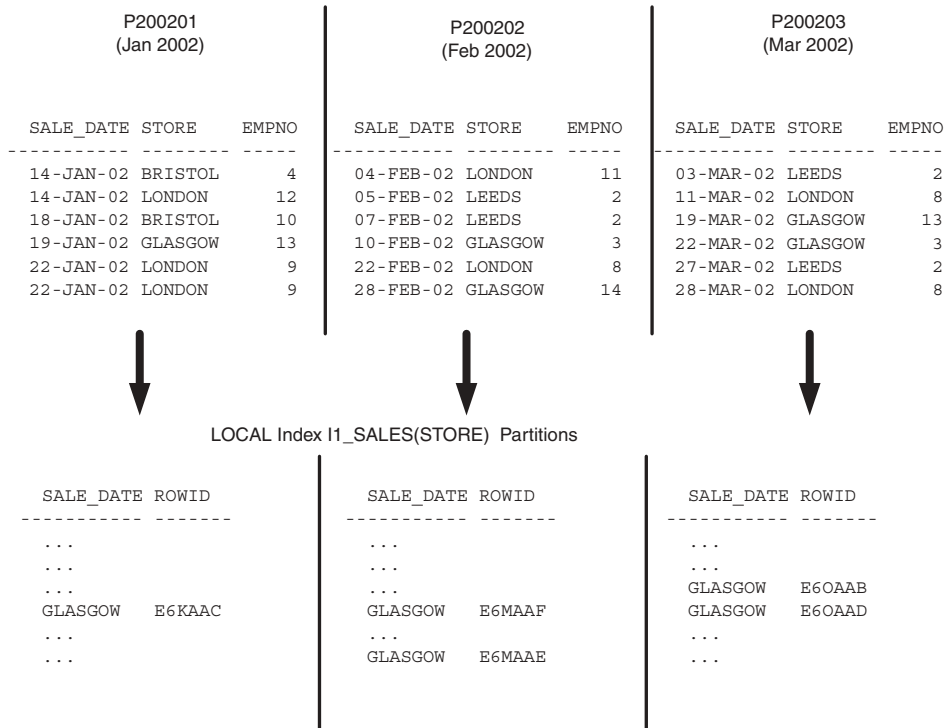 P200201
(Jan 2002)
P200202
(Feb 2002)
P200203
(Mar 2002)
SALE_DATE STORE EMPNO
----------- -------- -----
14-JAN-02 BRISTOL 4
14-JAN-02 LONDON 12
18-JAN-02 BRISTOL 10
19-JAN-02 GLASGOW 13
22-JAN-02 LONDON 9
22-JAN-02 LONDON 9
SALE_DATE STORE EMPNO
----------- -------- -----
04-FEB-02 LONDON 11
05-FEB-02 LEEDS 2
07-FEB-02 LEEDS 2
10-FEB-02 GLASGOW 3
22-FEB-02 LONDON 8
28-FEB-02 GLASGOW 14
SALE_DATE STORE EMPNO
----------- -------- -----
03-MAR-02 LEEDS 2
11-MAR-02 LONDON 8
19-MAR-02 GLASGOW 13
22-MAR-02 GLASGOW 3
27-MAR-02 LEEDS 2
28-MAR-02 LONDON 8
LOCAL Index I1_SALES(STORE) Partitions
SALE_DATE ROWID
----------- -------
...
...
...
GLASGOW E6KAAC
...
...
SALE_DATE ROWID
----------- -------
...
...
...
GLASGOW E6MAAF
...
GLASGOW E6MAAE
SALE_DATE ROWID
----------- -------
...
...
GLASGOW E6OAAB
GLASGOW E6OAAD
...
...